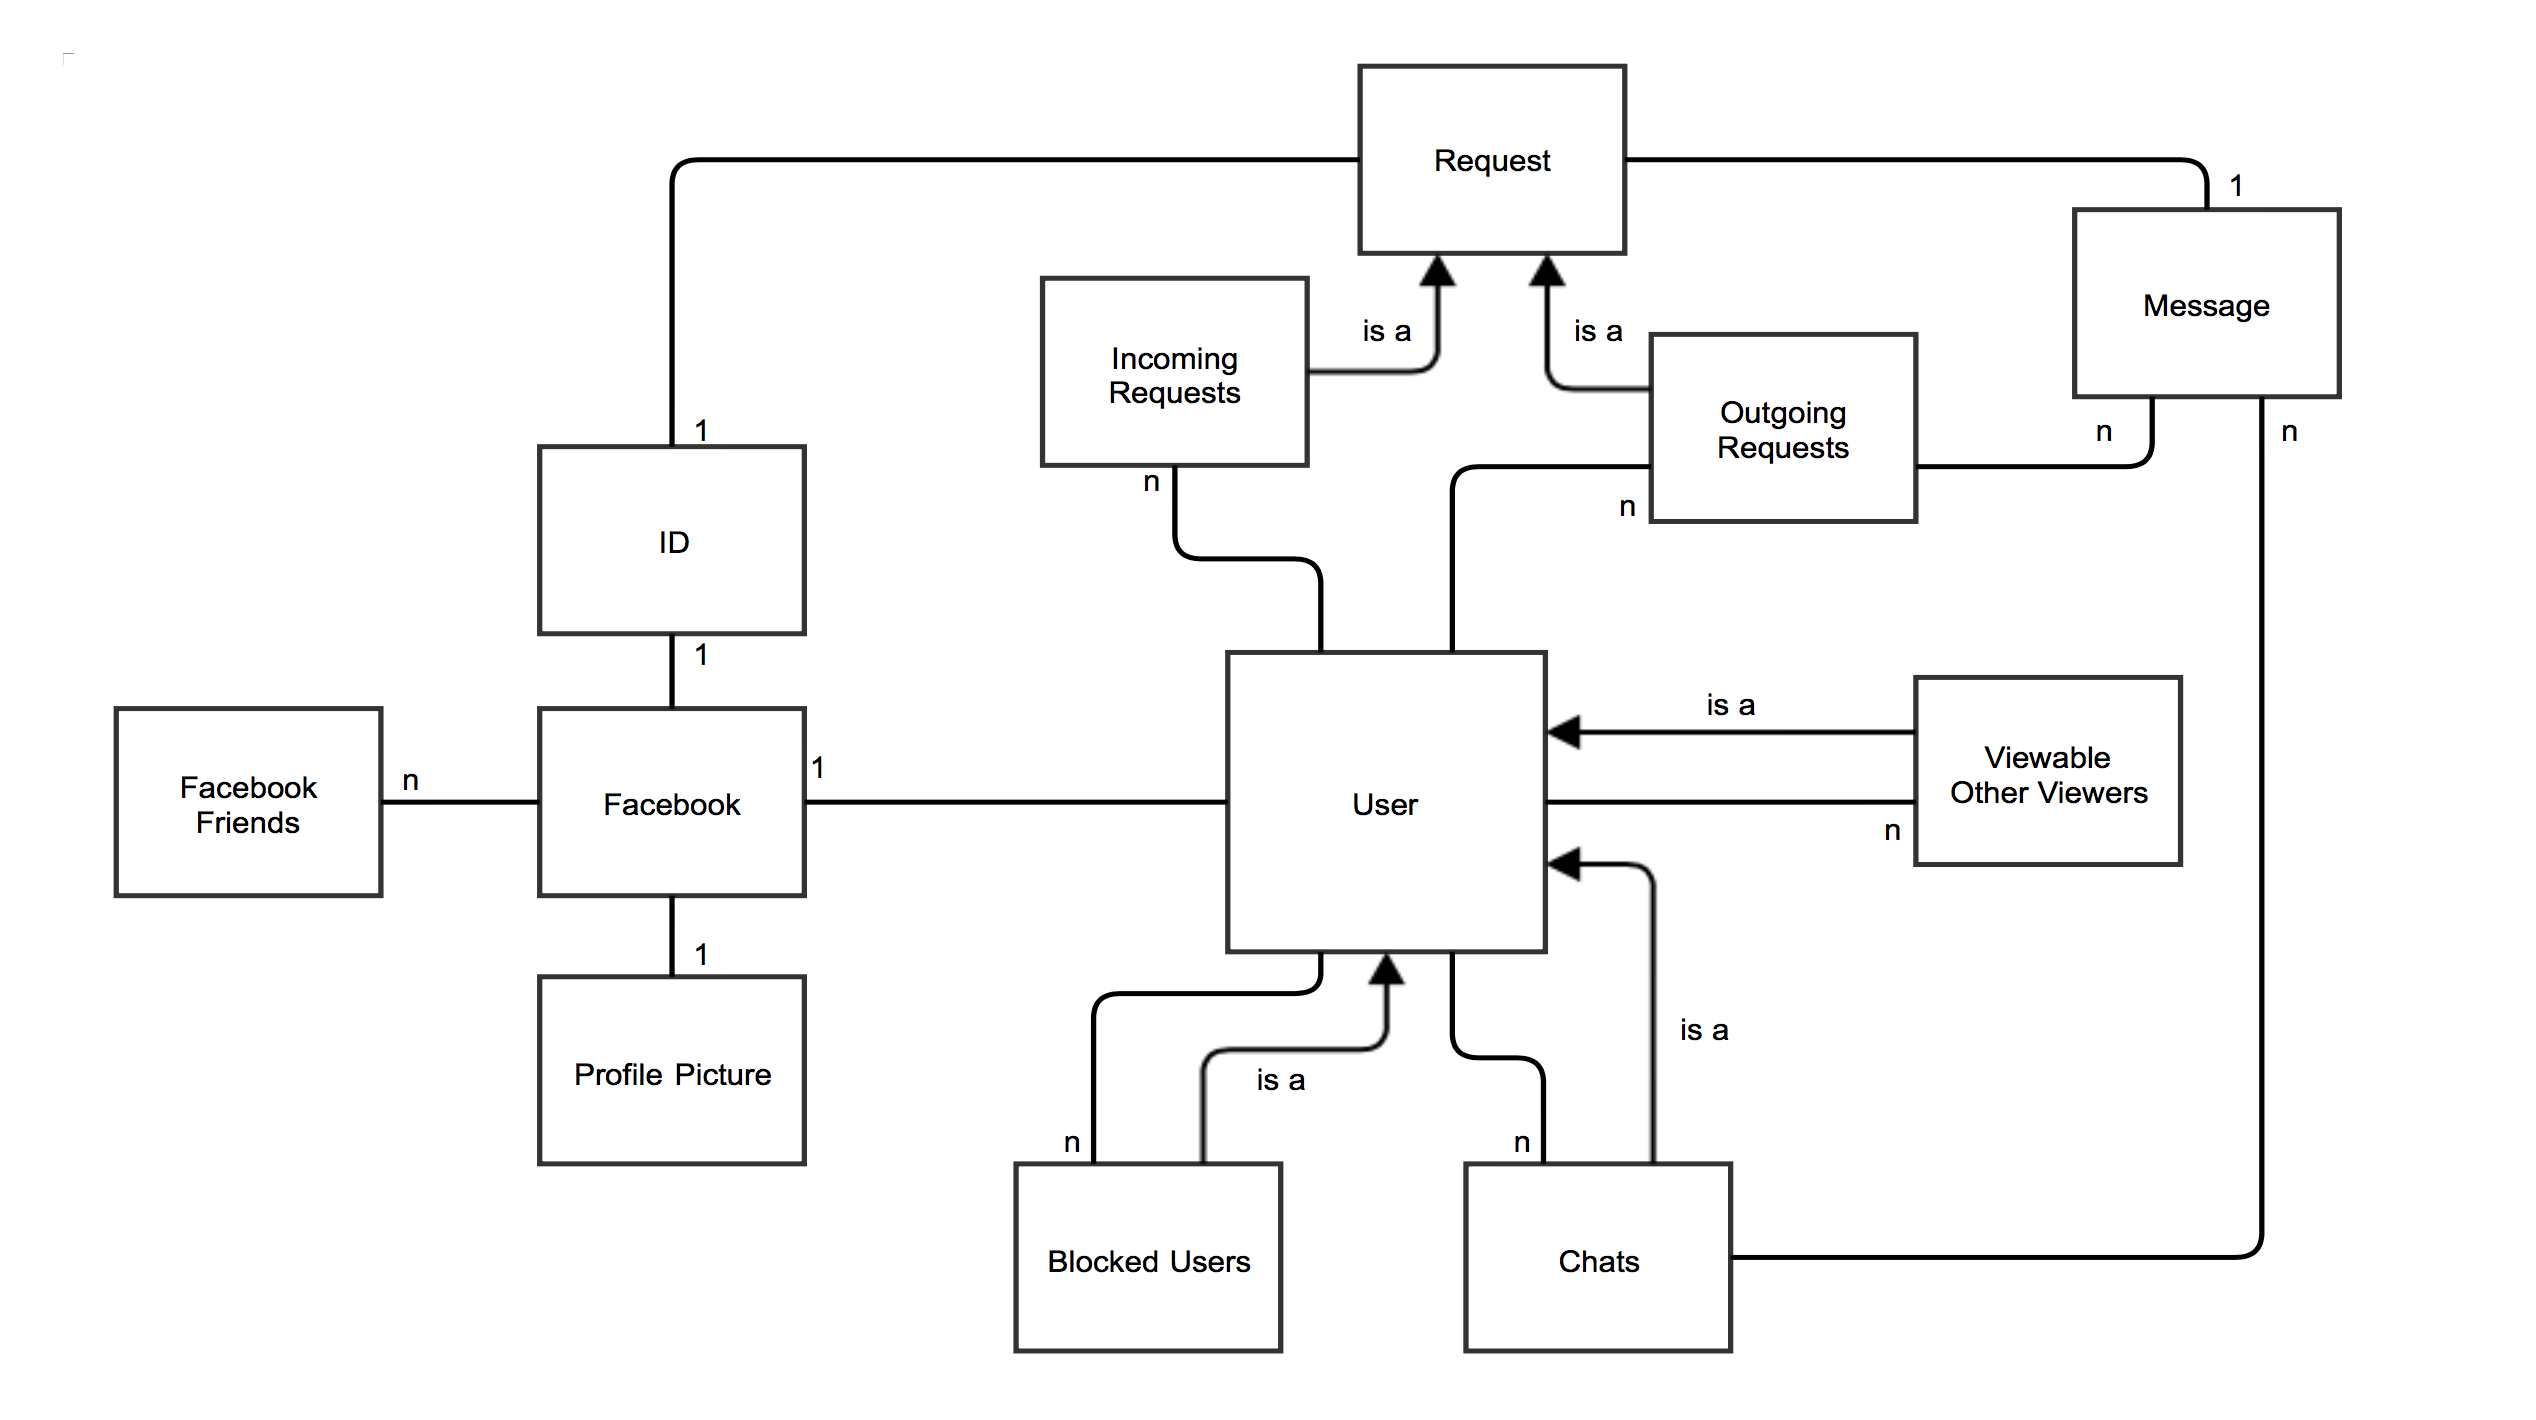 Request
1
Message
is a
is a
Incoming
Requests
Outgoing
Requests
1
n
n
n
n
ID
1
is a
Facebook
Friends
n
Facebook
1
User
Viewable
Other Viewers
n
1
is a
Profile Picture
is a
n
n
Blocked Users
Chats